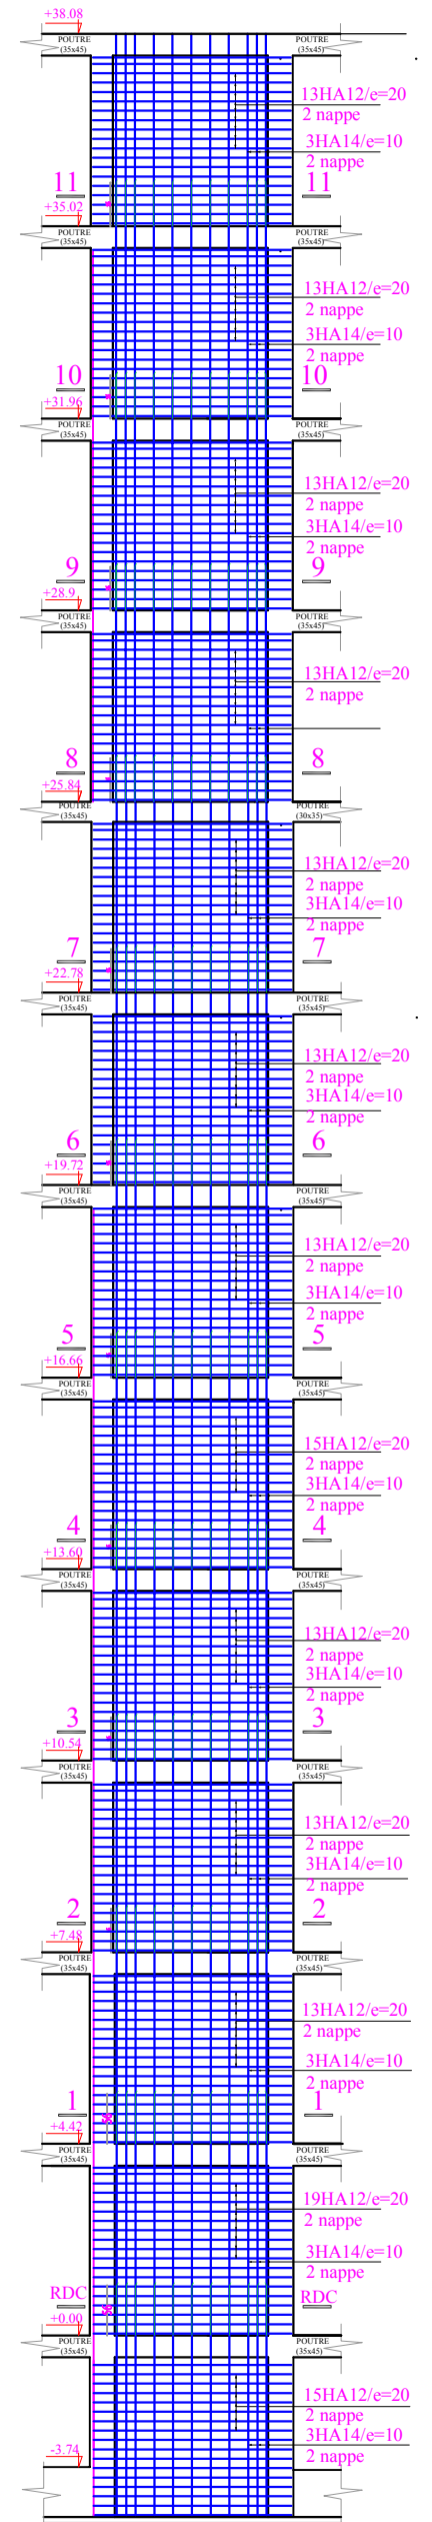 +38.08
POUTRE POUTRE
(35x45) (35x45)
13HA12/e=20
2 nappe
3HA14/e=10
2 nappe
11 11
+35.02
POUTRE POUTRE
(35x45) (35x45)
13HA12/e=20
2 nappe
3HA14/e=10
2 nappe
10 10
+31.96
POUTRE POUTRE
(35x45) (35x45)
13HA12/e=20
2 nappe
3HA14/e=10
2 nappe
9 9
+28.9
POUTRE POUTRE
(35x45) (35x45)
13HA12/e=20
2 nappe
8 8
+25.84
POUTRE POUTRE
(35x45) (30x35)
13HA12/e=20
2 nappe
3HA14/e=10
2 nappe
7 7
+22.78
POUTRE POUTRE
(35x45) (35x45)
13HA12/e=20
2 nappe
3HA14/e=10
2 nappe
6 6
+19.72
POUTRE POUTRE
(35x45) (35x45)
13HA12/e=20
2 nappe
3HA14/e=10
2 nappe
5 5
+16.66
POUTRE POUTRE
(35x45) (35x45)
15HA12/e=20
2 nappe
3HA14/e=10
2 nappe
4 4
+13.60
POUTRE POUTRE
(35x45) (35x45)
13HA12/e=20
2 nappe
3HA14/e=10
2 nappe
3 3
+10.54
POUTRE POUTRE
(35x45) (35x45)
13HA12/e=20
2 nappe
3HA14/e=10
2 nappe
2 2
+7.48
POUTRE POUTRE
(35x45) (35x45)
13HA12/e=20
2 nappe
3HA14/e=10
2 nappe
1 1
+4.42
POUTRE POUTRE
(35x45) (35x45)
19HA12/e=20
2 nappe
3HA14/e=10
2 nappe
RDC RDC
+0.00
POUTRE POUTRE
(35x45) (35x45)
15HA12/e=20
2 nappe
3HA14/e=10
2 nappe
-3.74